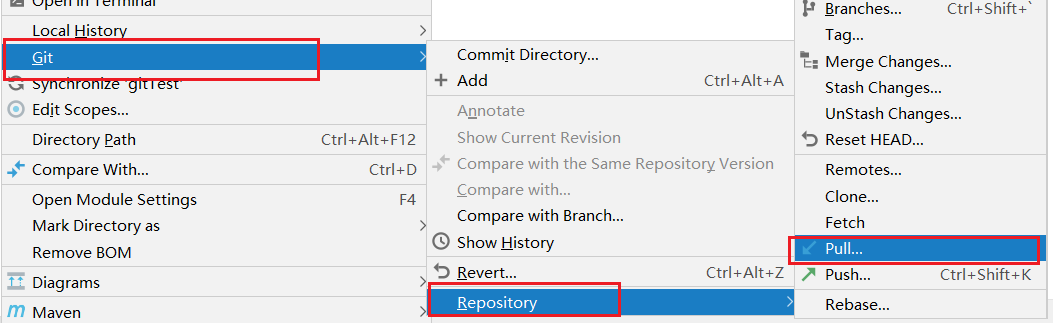 Open in Terminal
Local History
Git
Synchronize 'gitTest'
Edit Scopes...
Directory Path Ctrl+Alt+F12
Compare With... Ctrl+D
Open Module Settings F4
Mark Directory as
Remove BOM
Diagrams
Maven
Commit Directory...
Add Ctrl+Alt+A
Annotate
Show Current Revision
Compare with the Same Repository Version
Compare with...
Compare with Branch...
Show History
Revert... Ctrl+Alt+Z
Repository
Branches... Ctrl+Shift+`
Tag...
Merge Changes...
Stash Changes...
UnStash Changes...
Reset HEAD...
Remotes...
Clone...
Fetch
Pull...
Push... Ctrl+Shift+K
Rebase...